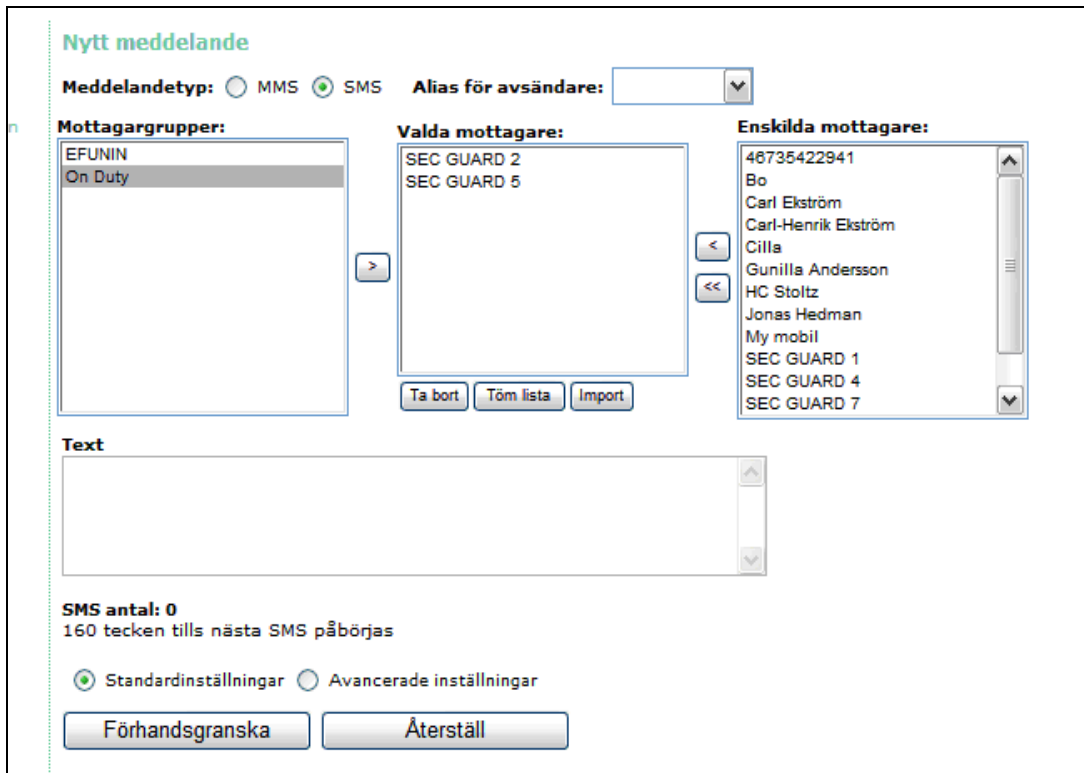 Nytt meddelande
Meddelandetyp: MMS SMS Alias för avsändare:
n
Mottagargrupper:
EFUNIN
On Duty
>
Valda mottagare:
SEC GUARD 2
SEC GUARD 5
Ta bort Töm lista Import
<
<<
Enskilda mottagare:
46735422941
Bo
Carl Ekström
Carl-Henrik Ekström
Cilla
Gunilla Andersson
HC Stoltz
Jonas Hedman
My mobil
SEC GUARD 1
SEC GUARD 4
SEC GUARD 7
Text
SMS antal: 0
160 tecken tills nästa SMS påbörjas
Standardinställningar Avancerade inställningar
Förhandsgranska Återställ